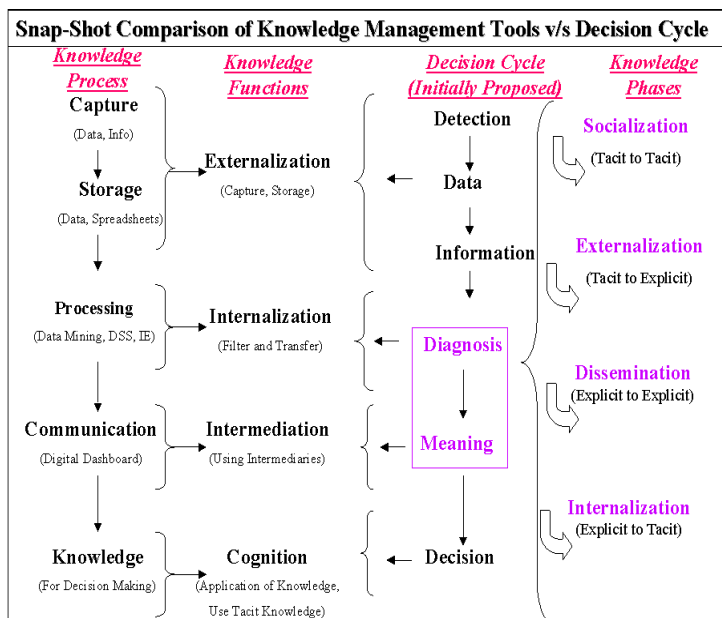 Snap-Shot Comparison of Knowledge Management Tools v/s Decision Cycle
Knowledge
Process
Capture
(Data, Info)
Storage
(Data, Spreadsheets)
Processing
(Data Mining, DSS, IE)
Communication
(Digital Dashboard)
Knowledge
(For Decision Making)
Knowledge
Functions
Externalization
(Capture, Storage)
Internalization
(Filter and Transfer)
Intermediation
(Using Intermediaries)
Cognition
(Application of Knowledge,
Use Tacit Knowledge)
Decision Cycle
(Initially Proposed)
Detection
Data
Information
Diagnosis
Meaning
Decision
Knowledge
Phases
Socialization
(Tacit to Tacit)
Externalization
(Tacit to Explicit)
Dissemination
(Explicit to Explicit)
Internalization
(Explicit to Tacit)